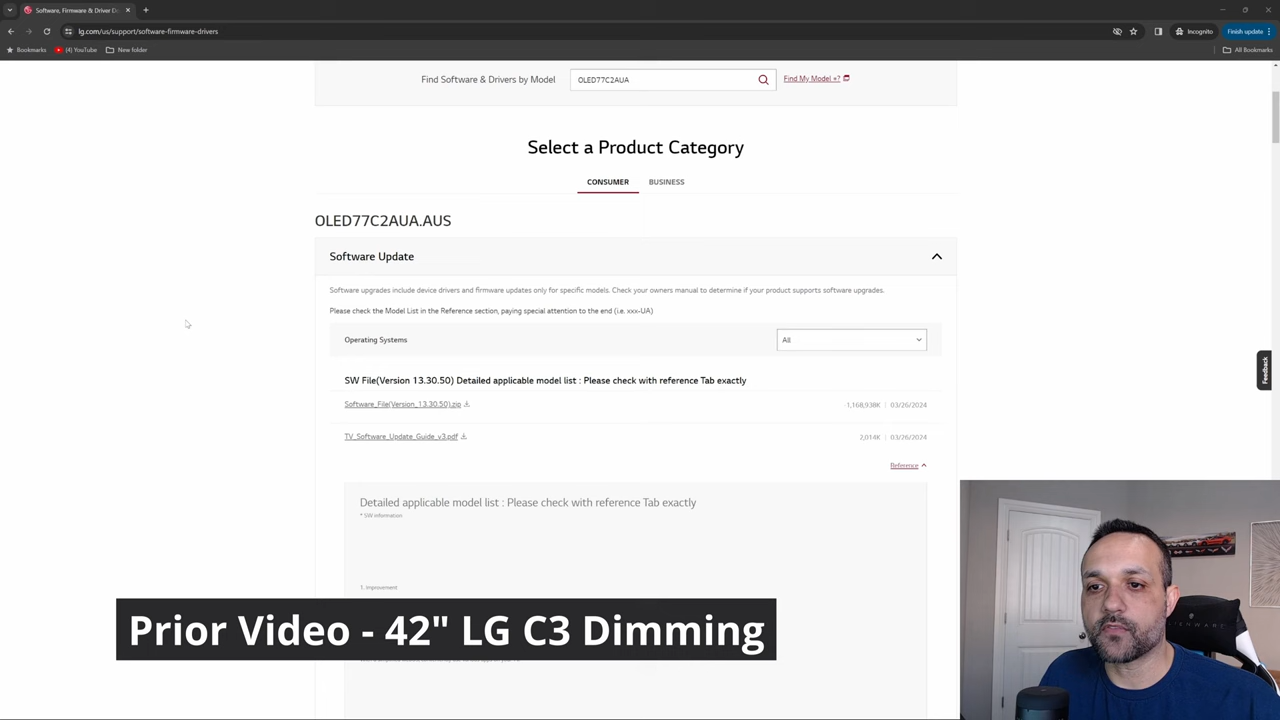 Software, Firmware & Driver D
lg.com/us/support/software-firmware-drivers
Incognito
Finish update
Bookmarks
(4) YouTube
New folder
All Bookmarks
Find Software & Drivers by Model
OLED77C2AUA
Find My Model #?
Select a Product Category
CONSUMER
BUSINESS
OLED77C2AUA.AUS
Software Update
Software upgrades include device drivers and firmware updates only for specific models. Check your owners manual to determine if your product supports software upgrades.
Please check the Model List in the Reference section, paying special attention to the end (i.e. xxx-UA)
Operating Systems
All
SW File(Version 13.30.50) Detailed applicable model list : Please check with reference Tab exactly
Software_File(Version_13.30.50).zip
-1,168,938K
03/26/2024
TV_Software_Update_Guide_v3.pdf
2,014K
03/26/2024
Reference
Feedback
Detailed applicable model list : Please check with reference Tab exactly
* SW information
1. Improvement
Prior Video - 42" LG C3 Dimming